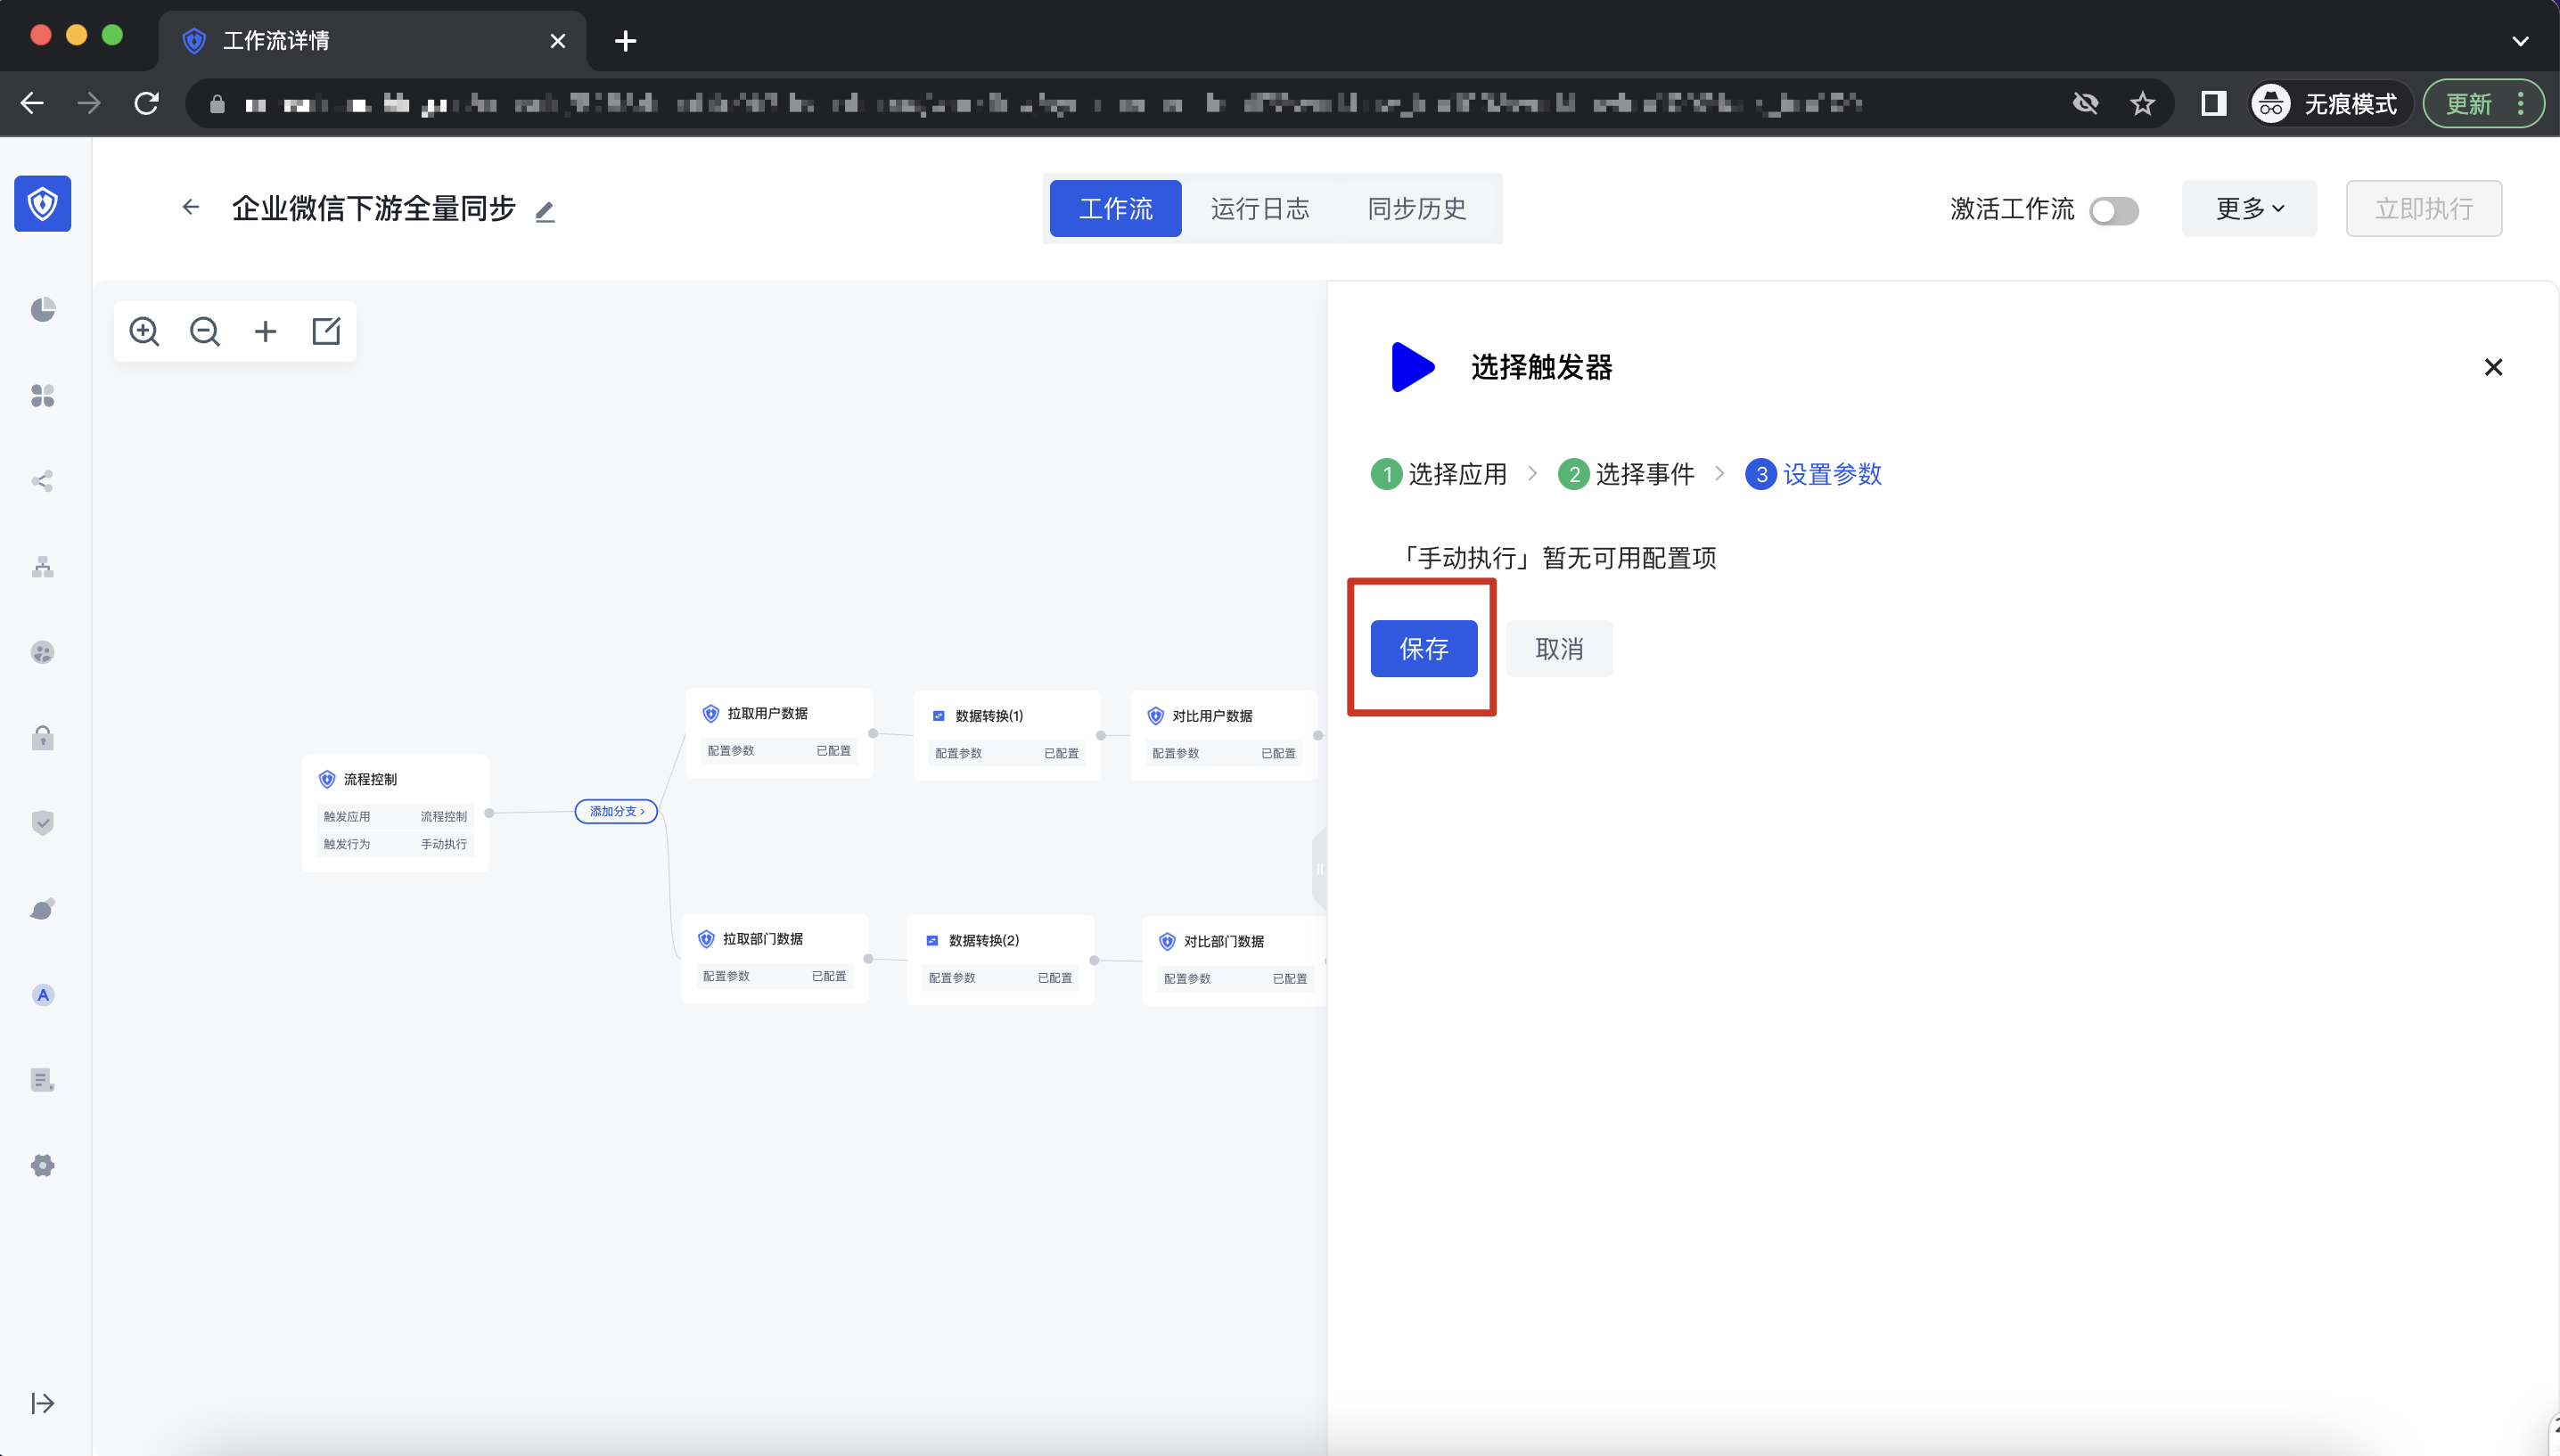 工作流详情
无痕模式
更新
企业微信下游全量同步
工作流
运行日志
同步历史
激活工作流
更多
立即执行
选择触发器
1 选择应用
2 选择事件
3 设置参数
「手动执行」暂无可用配置项
保存
取消
拉取用户数据
配置参数 已配置
数据转换(1)
配置参数 已配置
对比用户数据
配置参数 已配置
流程控制
触发应用 流程控制
触发行为 手动执行
添加分支 ›
拉取部门数据
配置参数 已配置
数据转换(2)
配置参数 已配置
对比部门数据
配置参数 已配置
A